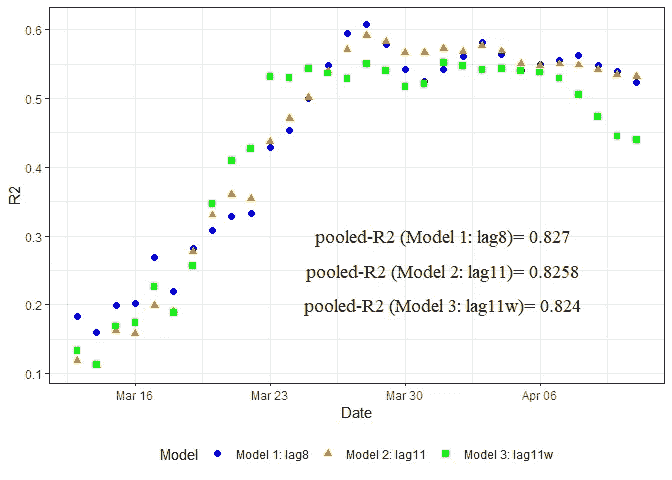 0.6
0.5
0.4
0.3
0.2
0.1
R2
pooled-R2 (Model 1: lag8)= 0.827
pooled-R2 (Model 2: lag11)= 0.8258
pooled-R2 (Model 3: lag11w)= 0.824
Mar 16 Mar 23 Mar 30 Apr 06
Date
Model Model 1: lag8 Model 2: lag11 Model 3: lag11w